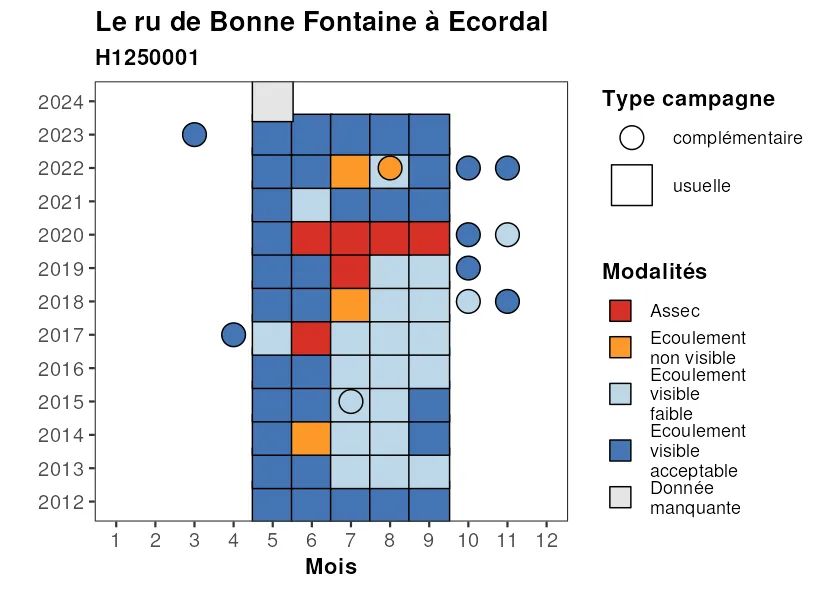 Le ru de Bonne Fontaine à Ecordal
H1250001
2024
2023
2022
2021
2020
2019
2018
2017
2016
2015
2014
2013
2012
1 2 3 4 5 6 7 8 9 10 11 12
Mois
Type campagne
complémentaire
usuelle
Modalités
Assec
Ecoulement
non visible
Ecoulement
visible
faible
Ecoulement
visible
acceptable
Donnée
manquante